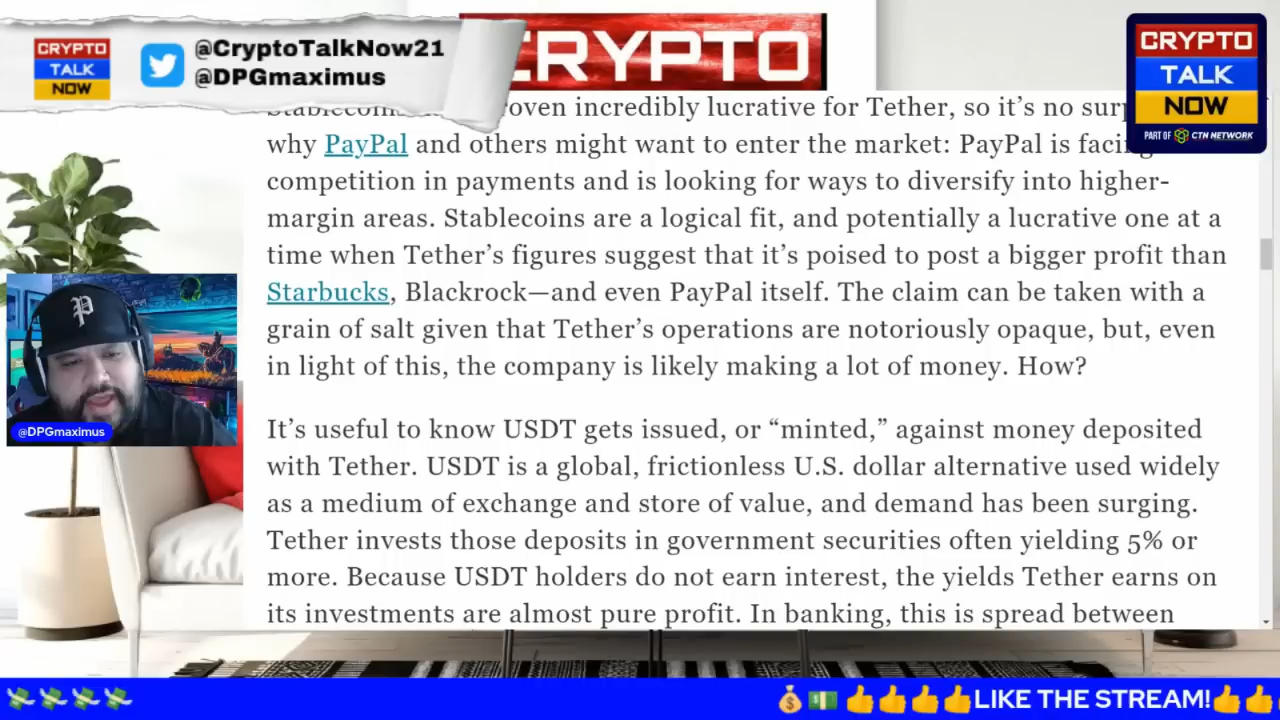 CRYPTO
TALK
NOW
@CryptoTalkNow21
@DPGmaximus
CRYPTO
CRYPTO
TALK
NOW
PART OF CTN NETWORK
incredibly lucrative for Tether, so it’s no
why PayPal and others might want to enter the market: PayPal is
competition in payments and is looking for ways to diversify into higher-
margin areas. Stablecoins are a logical fit, and potentially a lucrative one at a
time when Tether’s figures suggest that it’s poised to post a bigger profit than
Starbucks, Blackrock—and even PayPal itself. The claim can be taken with a
grain of salt given that Tether’s operations are notoriously opaque, but, even
in light of this, the company is likely making a lot of money. How?
It’s useful to know USDT gets issued, or “minted,” against money deposited
with Tether. USDT is a global, frictionless U.S. dollar alternative used widely
as a medium of exchange and store of value, and demand has been surging.
Tether invests those deposits in government securities often yielding 5% or
more. Because USDT holders do not earn interest, the yields Tether earns on
its investments are almost pure profit. In banking, this is spread between
P
@DPGmaximus
LIKE THE STREAM!